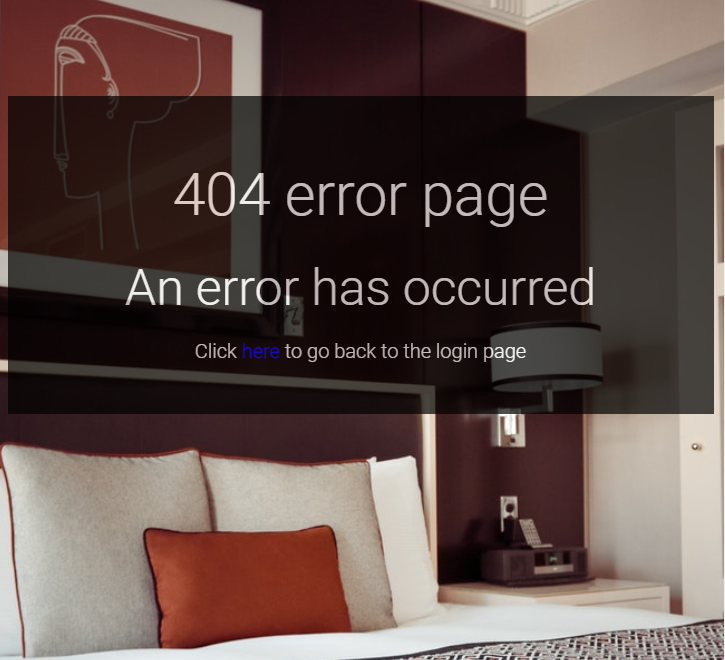 404 error page
An error has occurred
Click here to go back to the login page